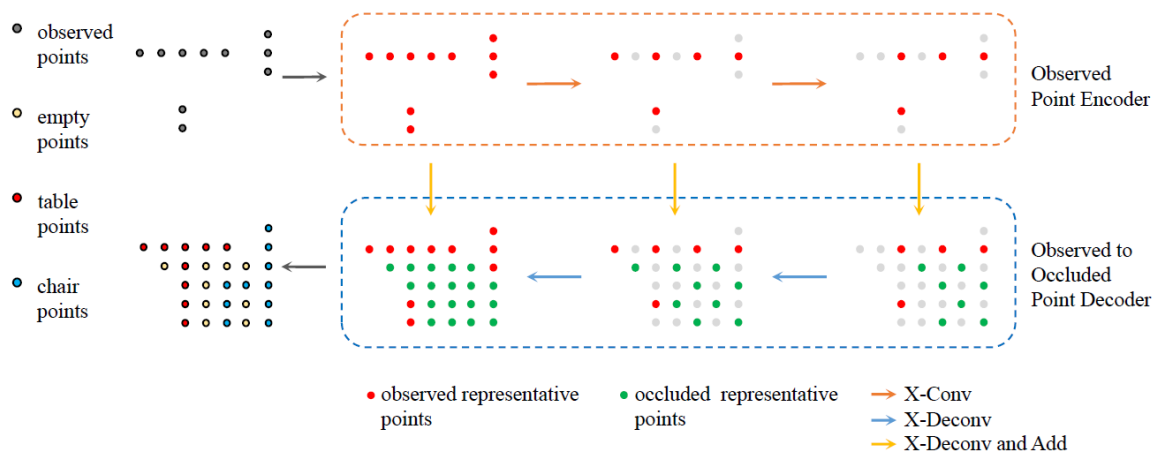 observed
points
empty
points
table
points
chair
points
Observed
Point Encoder
Observed to
Occluded
Point Decoder
observed representative
points
occluded representative
points
X-Conv
X-Deconv
X-Deconv and Add